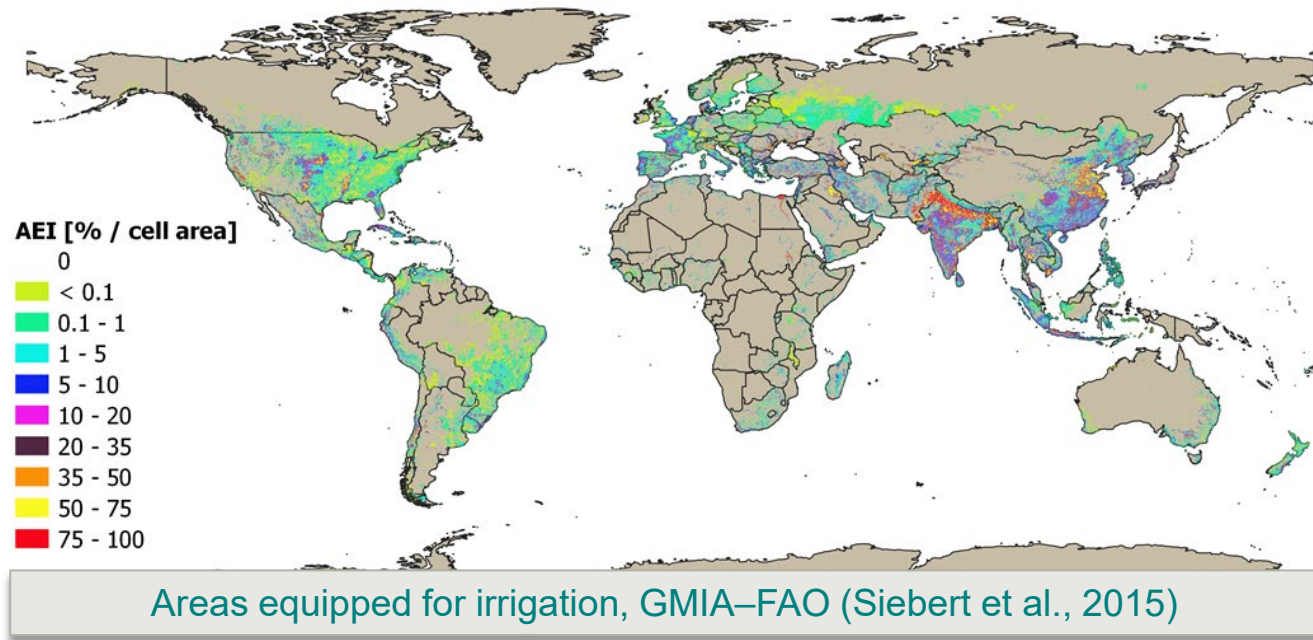 AEI [% / cell area]
0
< 0.1
0.1 - 1
1 - 5
5 - 10
10 - 20
20 - 35
35 - 50
50 - 75
75 - 100
Areas equipped for irrigation, GMIA–FAO (Siebert et al., 2015)